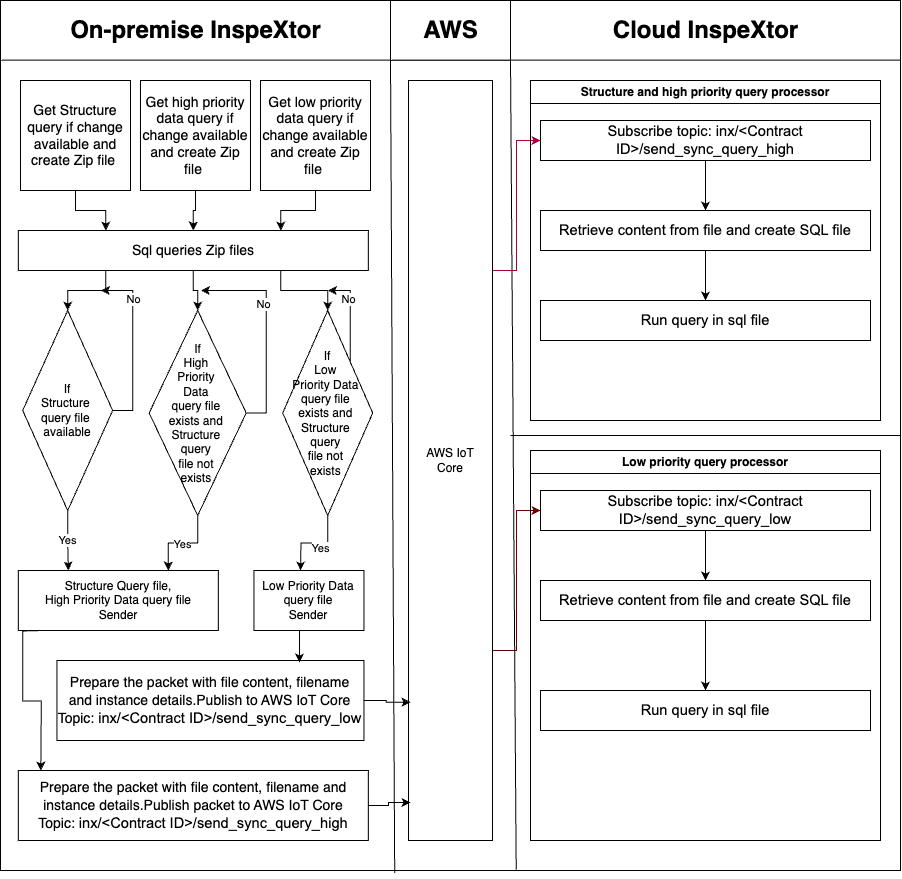 On-premise InspeXtor
AWS
Cloud InspeXtor
Get Structure
query if change
available and
create Zip file
Get high priority
data query if
change available
and create Zip
file
Get low priority
data query if
change available
and create Zip
file
Sql queries Zip files
No
No
No
If
Structure
query file
available
If
High
Priority
Data
query file
exists and
Structure
query
file not
exists
If
Low
Priority Data
query file
exists and
Structure
query
file not
exists
Yes
Yes
Yes
Structure Query file,
High Priority Data query file
Sender
Low Priority Data
query file
Sender
Prepare the packet with file content, filename
and instance details.Publish to AWS IoT Core
Topic: inx/<Contract ID>/send_sync_query_low
Prepare the packet with file content, filename and
instance details.Publish packet to AWS IoT Core
Topic: inx/<Contract ID>/send_sync_query_high
AWS IoT
Core
Structure and high priority query processor
Subscribe topic: inx/<Contract
ID>/send_sync_query_high
Retrieve content from file and create SQL file
Run query in sql file
Low priority query processor
Subscribe topic: inx/<Contract
ID>/send_sync_query_low
Retrieve content from file and create SQL file
Run query in sql file